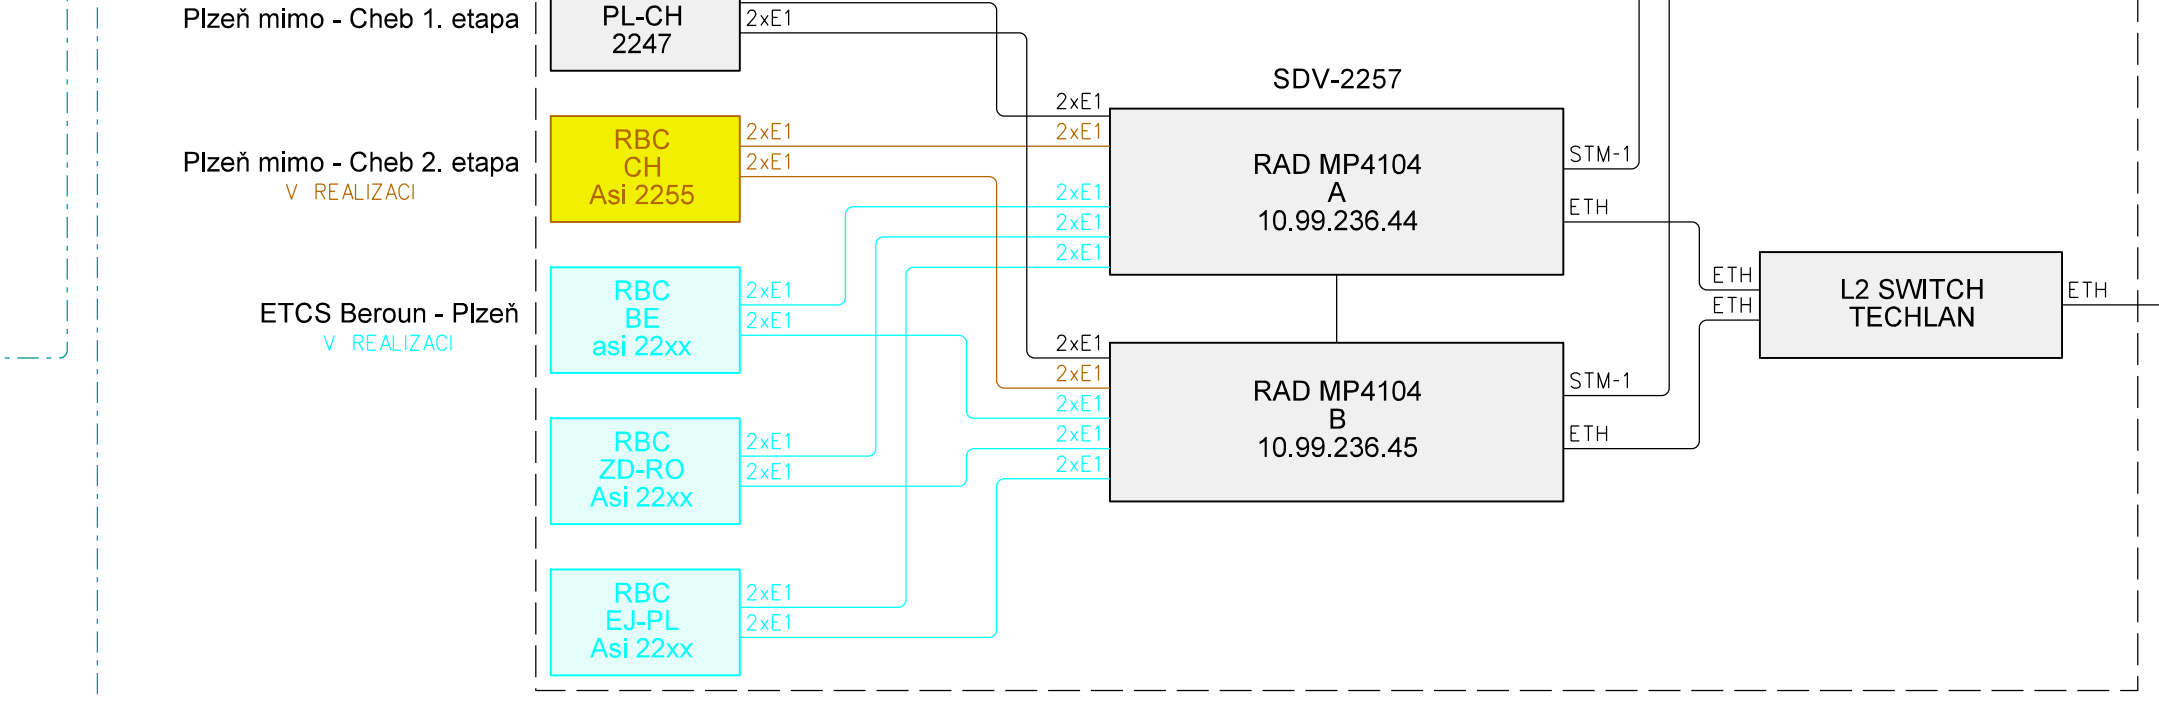 Plzeň mimo - Cheb 1. etapa
PL-CH
2247
2xE1
SDV-2257
2xE1
2xE1
RAD MP4104
A
10.99.236.44
2xE1
2xE1
2xE1
STM-1
ETH
Plzeň mimo - Cheb 2. etapa
V REALIZACI
RBC
CH
Asi 2255
2xE1
2xE1
ETCS Beroun - Plzeň
V REALIZACI
RBC
BE
asi 22xx
2xE1
2xE1
ETH
ETH
L2 SWITCH
TECHLAN
ETH
2xE1
2xE1
2xE1
2xE1
2xE1
RAD MP4104
B
10.99.236.45
STM-1
ETH
RBC
ZD-RO
Asi 22xx
2xE1
2xE1
RBC
EJ-PL
Asi 22xx
2xE1
2xE1